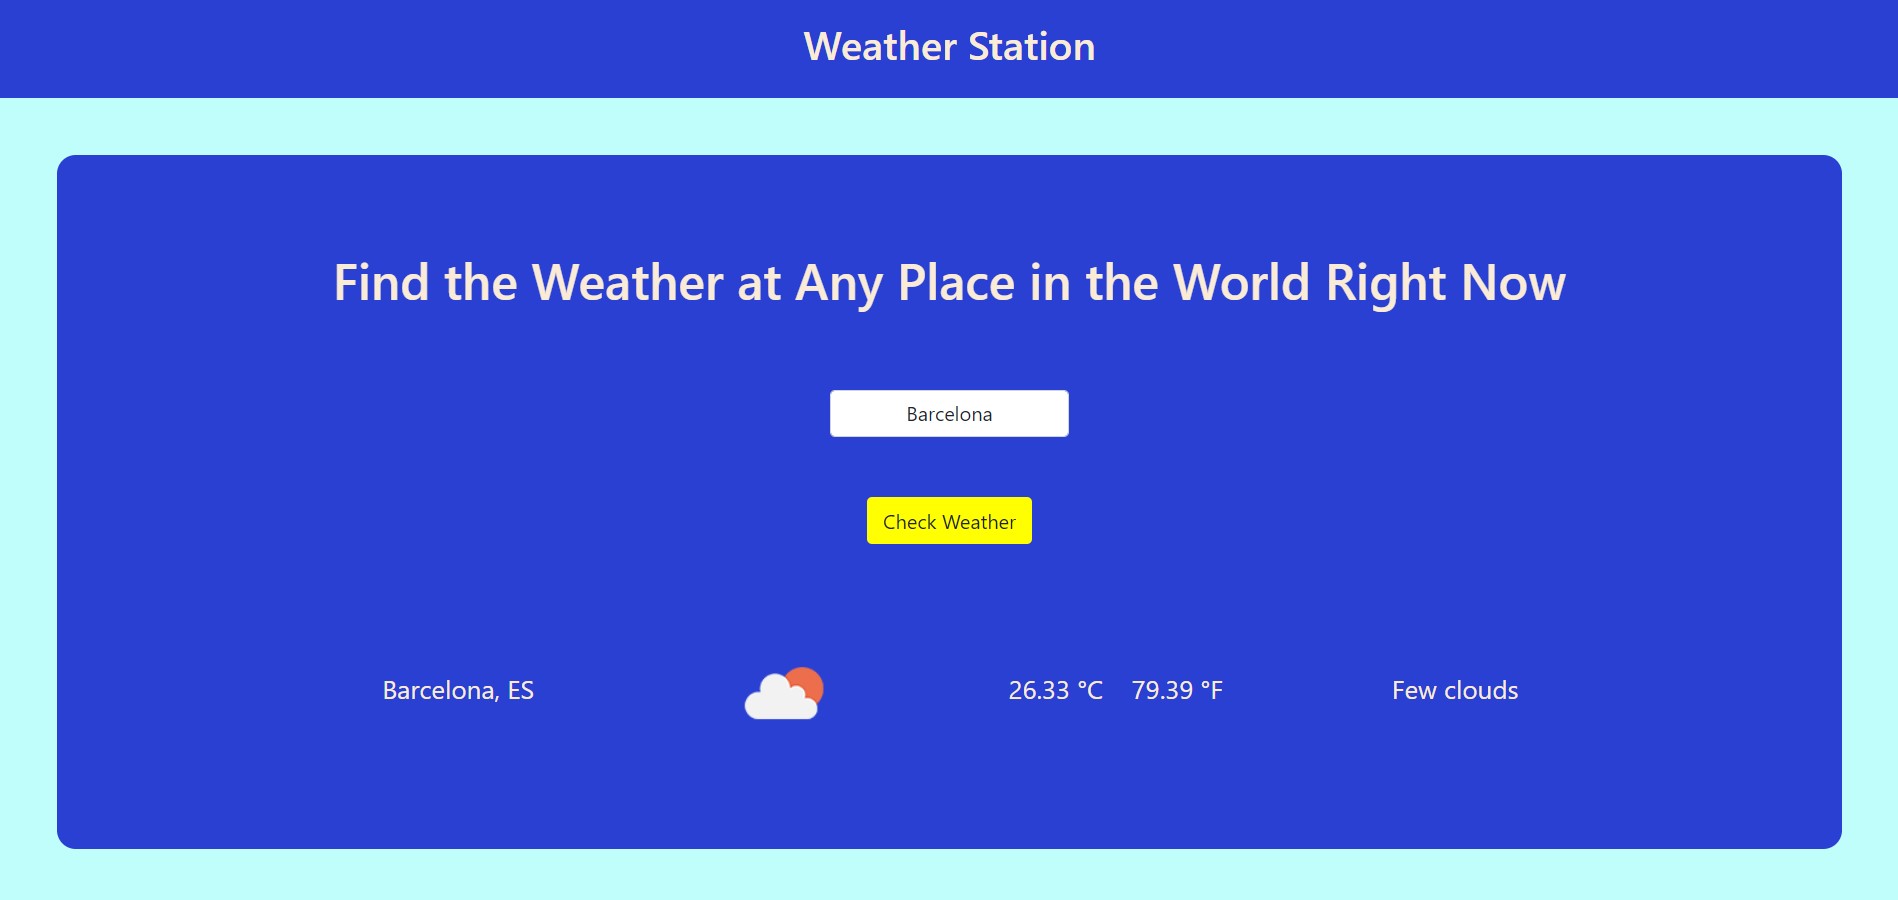 Weather Station
Find the Weather at Any Place in the World Right Now
Barcelona
Check Weather
Barcelona, ES 26.33 °C 79.39 °F Few clouds